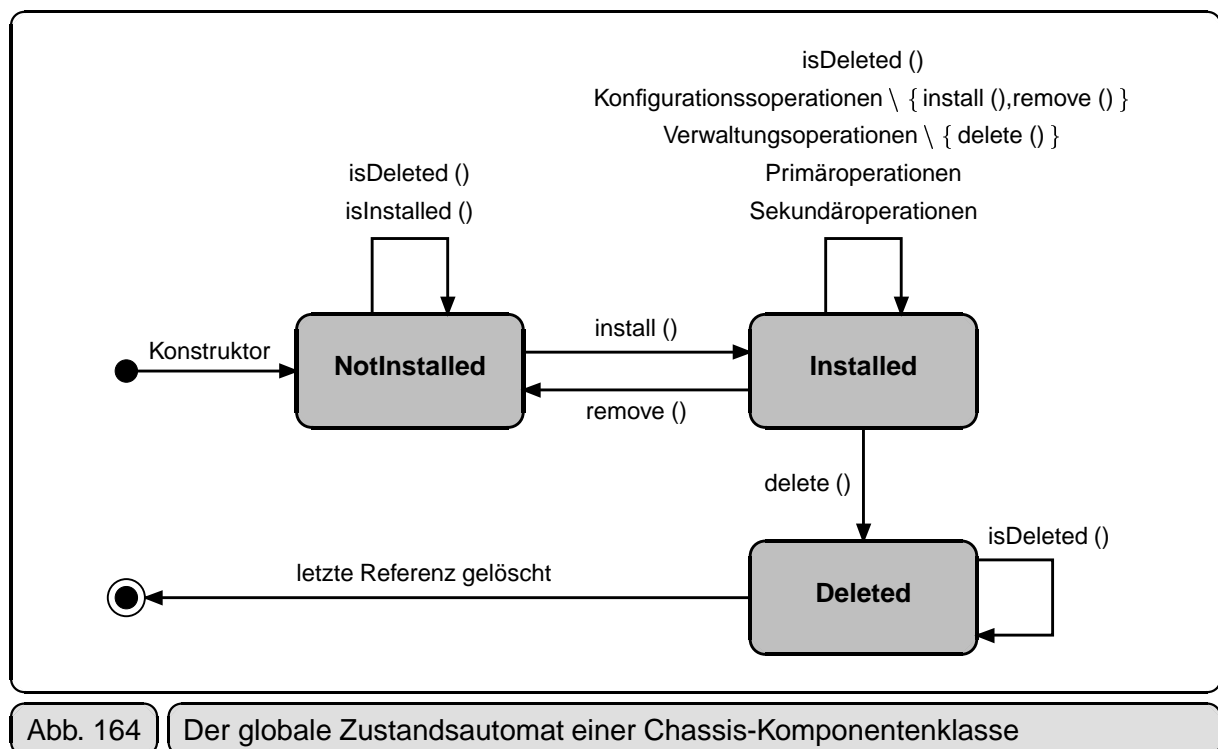 isDeleted ()
Konfigurationssoperationen \ { install (),remove () }
Verwaltungsoperationen \ { delete () }
Primäroperationen
Sekundäroperationen
isDeleted ()
isInstalled ()
Konstruktor
NotInstalled
install ()
remove ()
Installed
delete ()
isDeleted ()
Deleted
letzte Referenz gelöscht
Abb. 164
Der globale Zustandsautomat einer Chassis-Komponentenklasse